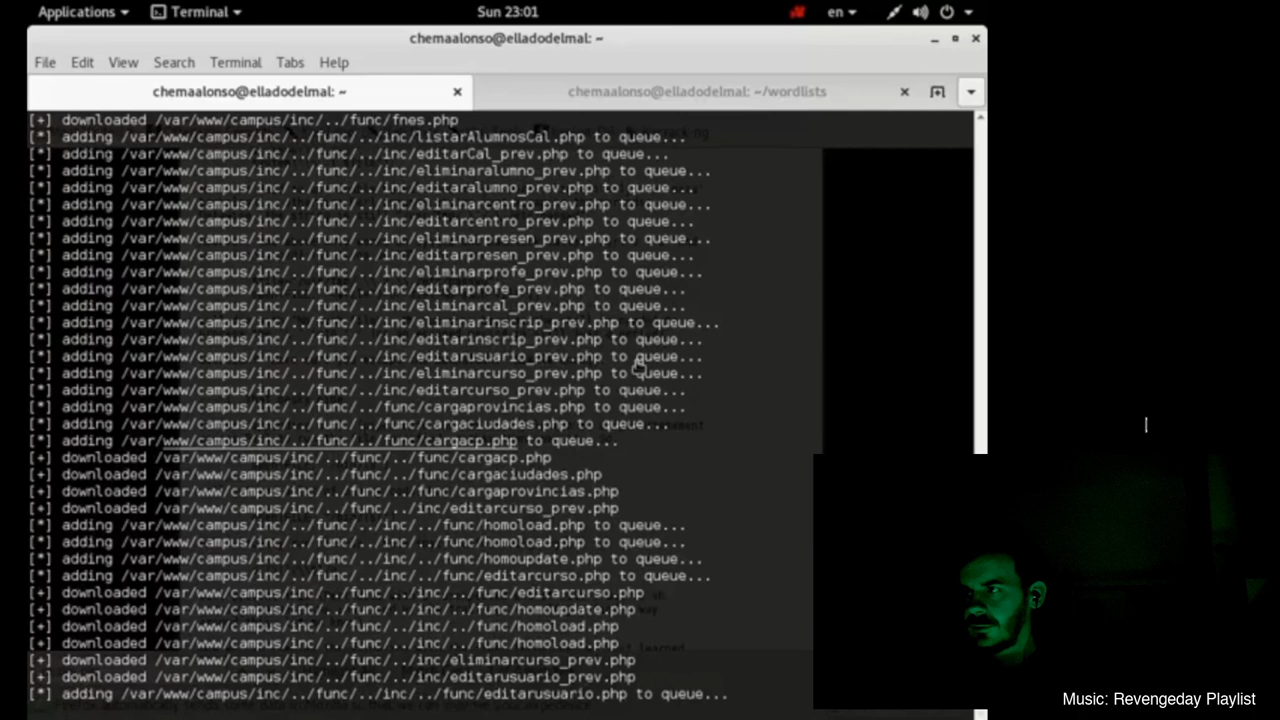 Applications Terminal Sun 23:01 en
chemaalonso@elladodelmal: ~
File Edit View Search Terminal Tabs Help
chemaalonso@elladodelmal: ~ chemaalonso@elladodelmal: ~/wordlists
[+] downloaded /var/www/campus/inc/../func/fnes.php
[*] adding /var/www/campus/inc/../func/../inc/listarAlumnosCal.php to queue...
[*] adding /var/www/campus/inc/../func/../inc/editarCal_prev.php to queue...
[*] adding /var/www/campus/inc/../func/../inc/eliminaralumno_prev.php to queue...
[*] adding /var/www/campus/inc/../func/../inc/editaralumno_prev.php to queue...
[*] adding /var/www/campus/inc/../func/../inc/eliminarcentro_prev.php to queue...
[*] adding /var/www/campus/inc/../func/../inc/editarcentro_prev.php to queue...
[*] adding /var/www/campus/inc/../func/../inc/eliminarpresen_prev.php to queue...
[*] adding /var/www/campus/inc/../func/../inc/editarpresen_prev.php to queue...
[*] adding /var/www/campus/inc/../func/../inc/eliminarprofe_prev.php to queue...
[*] adding /var/www/campus/inc/../func/../inc/editarprofe_prev.php to queue...
[*] adding /var/www/campus/inc/../func/../inc/eliminarcal_prev.php to queue...
[*] adding /var/www/campus/inc/../func/../inc/eliminarinscrip_prev.php to queue...
[*] adding /var/www/campus/inc/../func/../inc/editarinscrip_prev.php to queue...
[*] adding /var/www/campus/inc/../func/../inc/editarusuario_prev.php to queue...
[*] adding /var/www/campus/inc/../func/../inc/eliminarcurso_prev.php to queue...
[*] adding /var/www/campus/inc/../func/../inc/editarcurso_prev.php to queue...
[*] adding /var/www/campus/inc/../func/../func/cargaprovincias.php to queue...
[*] adding /var/www/campus/inc/../func/../func/cargaciudades.php to queue...
[*] adding /var/www/campus/inc/../func/../func/cargacp.php to queue...
[+] downloaded /var/www/campus/inc/../func/../func/cargacp.php
[+] downloaded /var/www/campus/inc/../func/../func/cargaciudades.php
[+] downloaded /var/www/campus/inc/../func/../func/cargaprovincias.php
[+] downloaded /var/www/campus/inc/../func/../inc/editarcurso_prev.php
[*] adding /var/www/campus/inc/../func/../inc/../func/homoload.php to queue...
[*] adding /var/www/campus/inc/../func/../inc/../func/homoload.php to queue...
[*] adding /var/www/campus/inc/../func/../inc/../func/homoupdate.php to queue...
[*] adding /var/www/campus/inc/../func/../inc/../func/editarcurso.php to queue...
[+] downloaded /var/www/campus/inc/../func/../inc/../func/editarcurso.php
[+] downloaded /var/www/campus/inc/../func/../inc/../func/homoupdate.php
[+] downloaded /var/www/campus/inc/../func/../inc/../func/homoload.php
[+] downloaded /var/www/campus/inc/../func/../inc/../func/homoload.php
[+] downloaded /var/www/campus/inc/../func/../inc/eliminarcurso_prev.php
[+] downloaded /var/www/campus/inc/../func/../inc/editarusuario_prev.php
[*] adding /var/www/campus/inc/../func/../inc/../func/editarusuario.php to queue...
Music: Revengeday Playlist